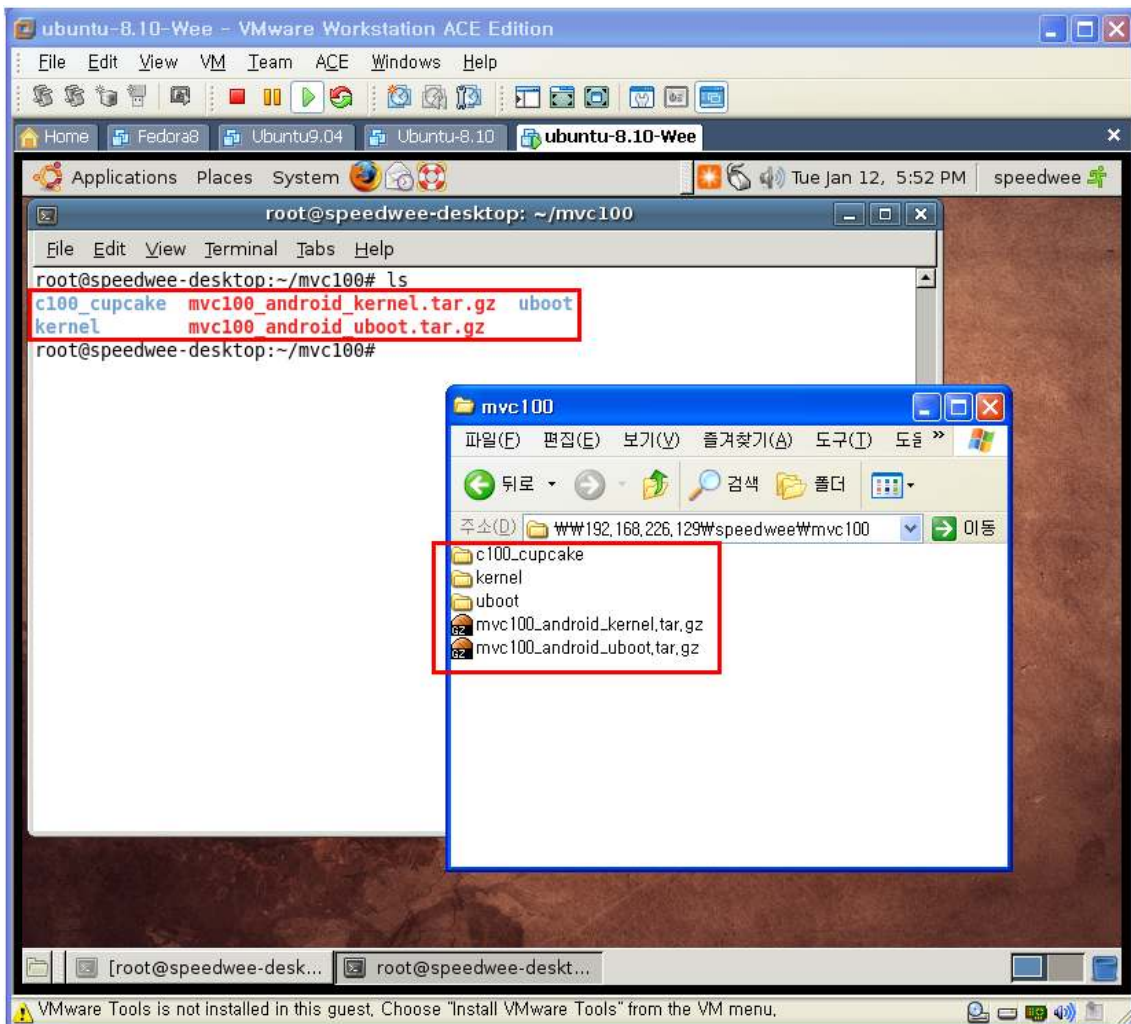 ubuntu-8.10-Wee - VMware Workstation ACE Edition
File Edit View VM Team ACE Windows Help
Home Fedora8 Ubuntu9.04 Ubuntu-8.10 ubuntu-8.10-Wee
Applications Places System Tue Jan 12, 5:52 PM speedwee
root@speedwee-desktop: ~/mvc100
File Edit View Terminal Tabs Help
root@speedwee-desktop:~/mvc100# ls
c100_cupcake mvc100_android_kernel.tar.gz uboot
kernel mvc100_android_uboot.tar.gz
root@speedwee-desktop:~/mvc100#
mvc100
파일(F) 편집(E) 보기(V) 즐겨찾기(A) 도구(T) »
뒤로 검색 폴더
주소(D) ₩₩192.168.226.129₩speedwee₩mvc100 이동
c100_cupcake
kernel
uboot
GZ mvc100_android_kernel.tar.gz
GZ mvc100_android_uboot.tar.gz
[root@speedwee-desk... root@speedwee-deskt...
VMware Tools is not installed in this guest, Choose "Install VMware Tools" from the VM menu.